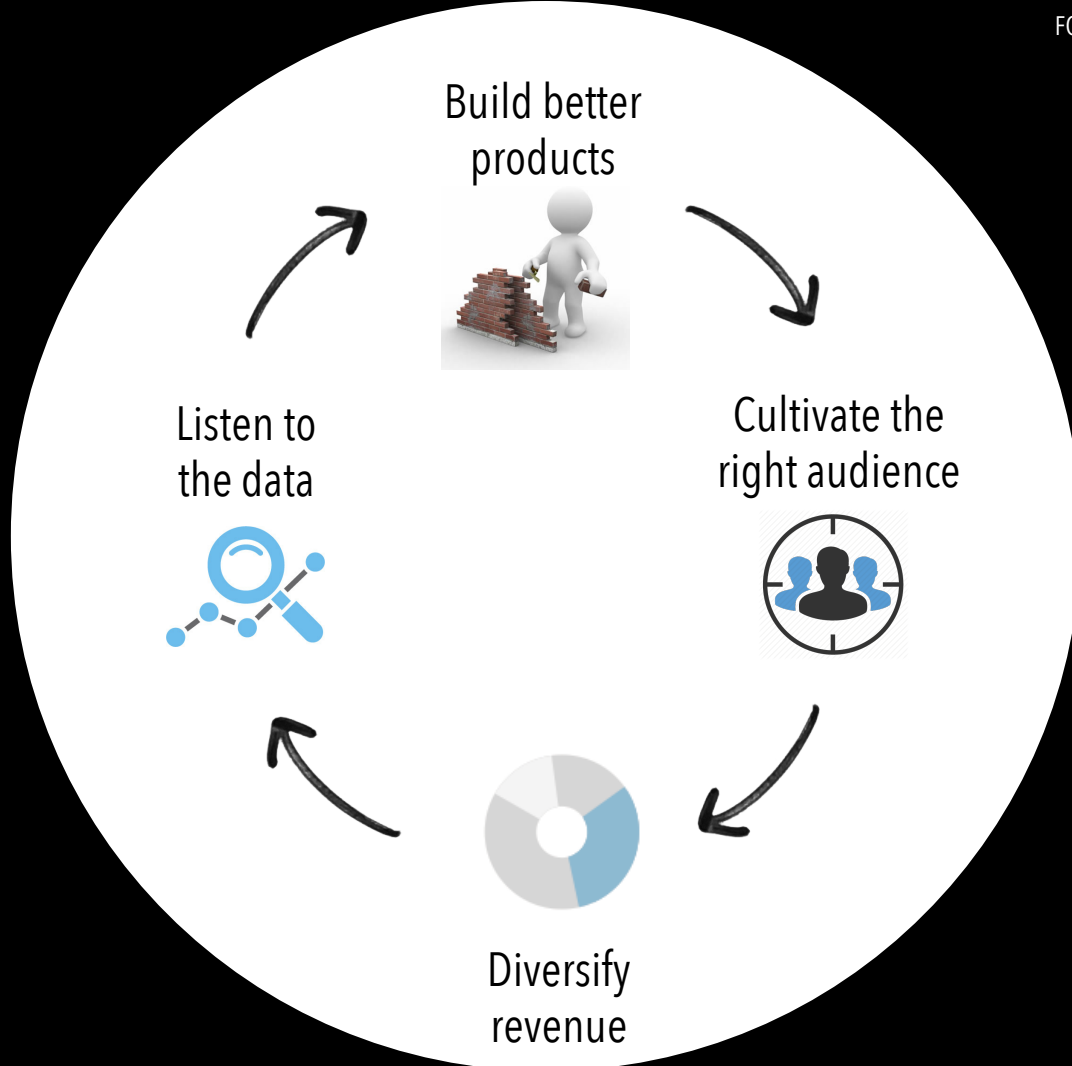 Build better
products
Cultivate the
right audience
Diversify
revenue
Listen to
the data